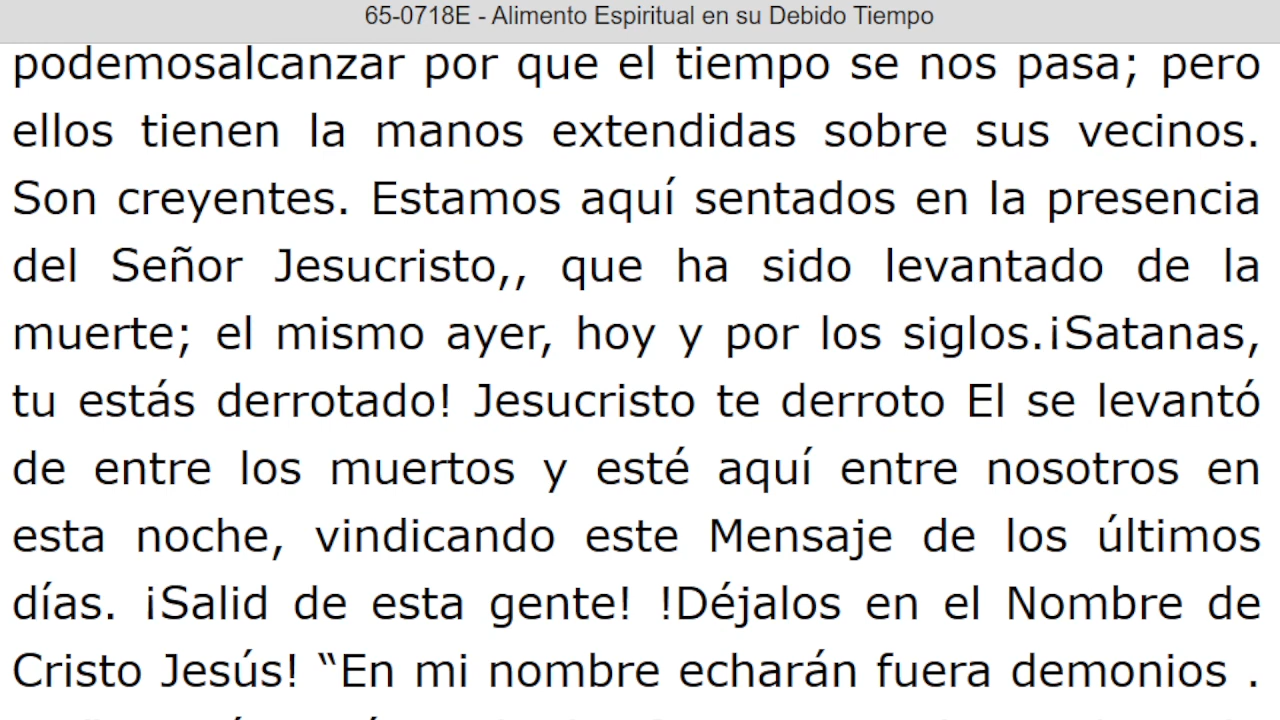 65-0718E - Alimento Espiritual en su Debido Tiempo
podemosalcanzar por que el tiempo se nos pasa; pero
ellos tienen la manos extendidas sobre sus vecinos.
Son creyentes. Estamos aquí sentados en la presencia
del Señor Jesucristo,, que ha sido levantado de la
muerte; el mismo ayer, hoy y por los siglos.¡Satanas,
tu estás derrotado! Jesucristo te derroto El se levantó
de entre los muertos y esté aquí entre nosotros en
esta noche, vindicando este Mensaje de los últimos
días. ¡Salid de esta gente! !Déjalos en el Nombre de
Cristo Jesús! “En mi nombre echarán fuera demonios .